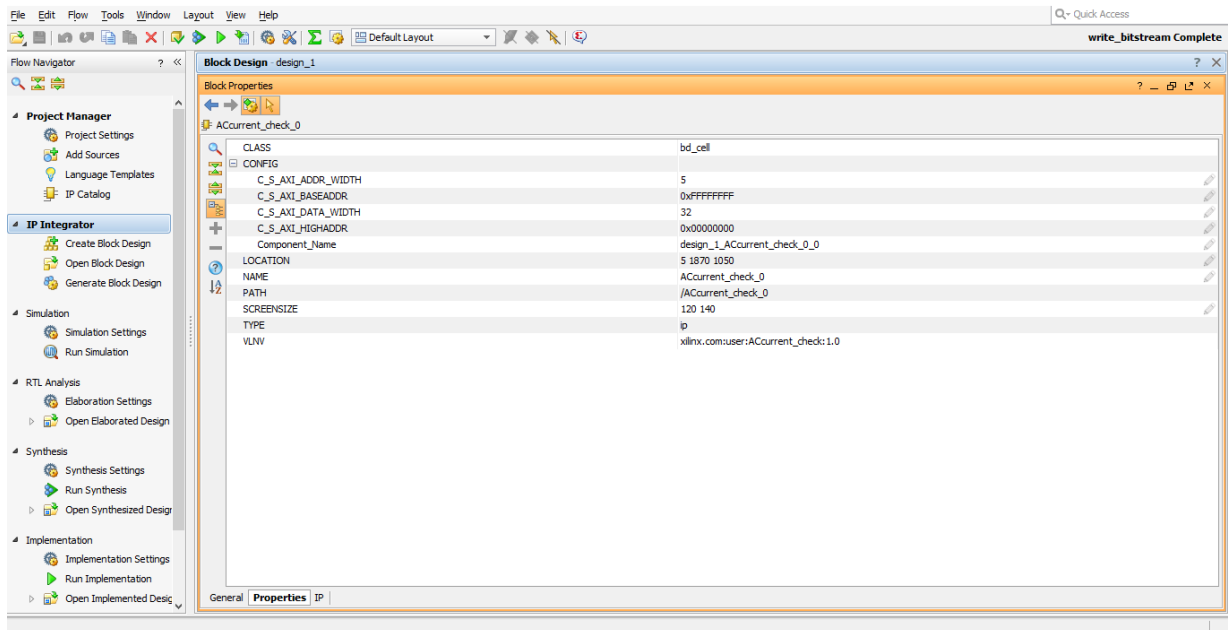 File Edit Flow Tools Window Layout View Help
Quick Access
Default Layout
write_bitstream Complete
Flow Navigator ? «
Block Design - design_1 ? ×
Block Properties ?
ACcurrent_check_0
Project Manager
Project Settings
Add Sources
Language Templates
IP Catalog
IP Integrator
Create Block Design
Open Block Design
Generate Block Design
Simulation
Simulation Settings
Run Simulation
RTL Analysis
Elaboration Settings
Open Elaborated Design
Synthesis
Synthesis Settings
Run Synthesis
Open Synthesized Desigr
Implementation
Implementation Settings
Run Implementation
Open Implemented Desig
CLASS bd_cell
CONFIG
C_S_AXI_ADDR_WIDTH 5
C_S_AXI_BASEADDR 0xFFFFFFFF
C_S_AXI_DATA_WIDTH 32
C_S_AXI_HIGHADDR 0x00000000
Component_Name design_1_ACcurrent_check_0_0
LOCATION 5 1870 1050
NAME ACcurrent_check_0
PATH /ACcurrent_check_0
SCREENSIZE 120 140
TYPE ip
VLNV xilinx.com:user:ACcurrent_check:1.0
General Properties IP